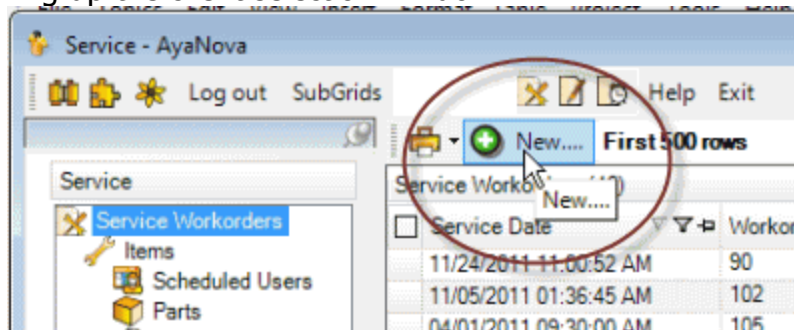 Service - AyaNova
Log out SubGrids Help Exit
New.... First 500 rows
Service
Service
New....
Service Workorders
Service Date
Items
11/24/2011 11:00:52 AM 90
Scheduled Users
11/05/2011 01:36:45 AM 102
Parts
04/01/2011 09:30:00 AM 105